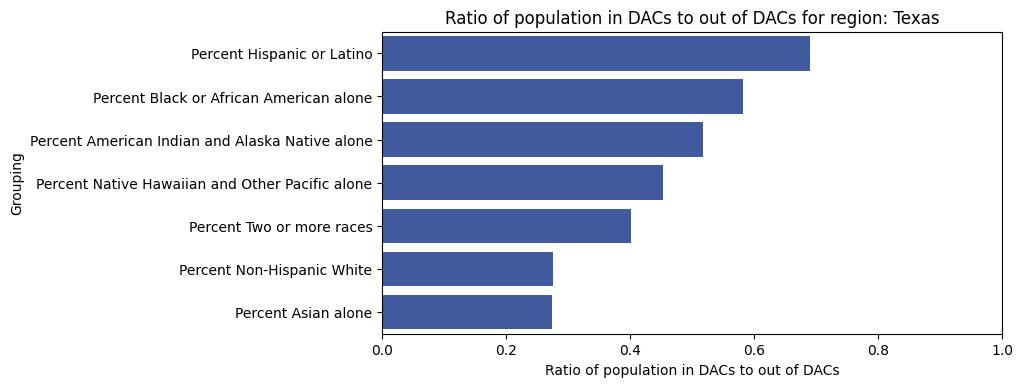 Ratio of population in DACs to out of DACs for region: Texas
Grouping
Percent Hispanic or Latino
Percent Black or African American alone
Percent American Indian and Alaska Native alone
Percent Native Hawaiian and Other Pacific alone
Percent Two or more races
Percent Non-Hispanic White
Percent Asian alone
0.0 0.2 0.4 0.6 0.8 1.0
Ratio of population in DACs to out of DACs